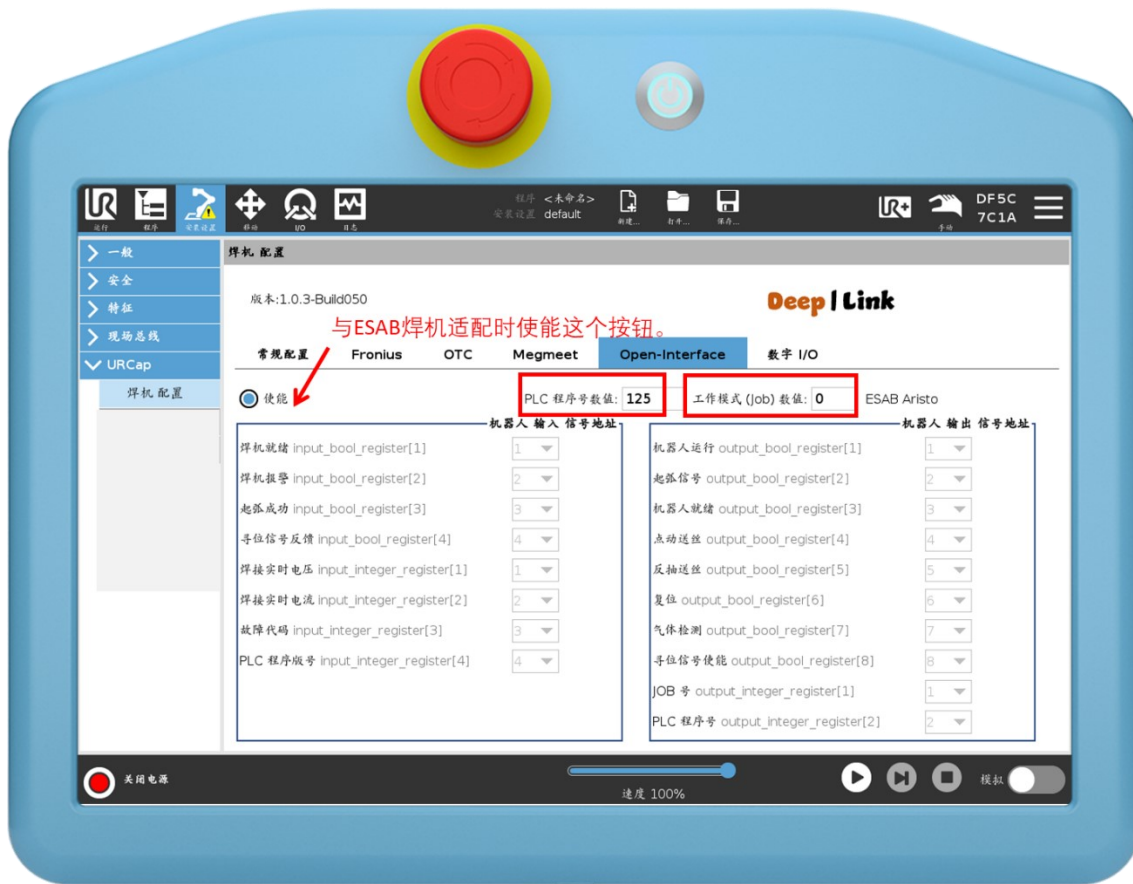 UR
UR+
DF5C
7C1A
程序 <未命名>
安装设置 default
运行
程序
安装设置
移动
I/O
日志
新建...
打开...
保存...
手动
一般
安全
特征
现场总线
URCap
焊机 配置
焊机 配置
版本:1.0.3-Build050
Deep|Link
与ESAB焊机适配时使能这个按钮。
常规配置 Fronius OTC Megmeet Open-Interface 数字 I/O
使能
PLC 程序号数值: 125
工作模式 (Job) 数值: 0
ESAB Aristo
机器人 输入 信号地址
焊机就绪 input_bool_register[1] 1
焊机报警 input_bool_register[2] 2
起弧成功 input_bool_register[3] 3
寻位信号反馈 input_bool_register[4] 4
焊接实时电压 input_integer_register[1] 1
焊接实时电流 input_integer_register[2] 2
故障代码 input_integer_register[3] 3
PLC 程序版号 input_integer_register[4] 4
机器人 输出 信号地址
机器人运行 output_bool_register[1] 1
起弧信号 output_bool_register[2] 2
机器人就绪 output_bool_register[3] 3
点动送丝 output_bool_register[4] 4
反抽送丝 output_bool_register[5] 5
复位 output_bool_register[6] 6
气体检测 output_bool_register[7] 7
寻位信号使能 output_bool_register[8] 8
JOB 号 output_integer_register[1] 1
PLC 程序号 output_integer_register[2] 2
关闭电源
速度 100%
模拟